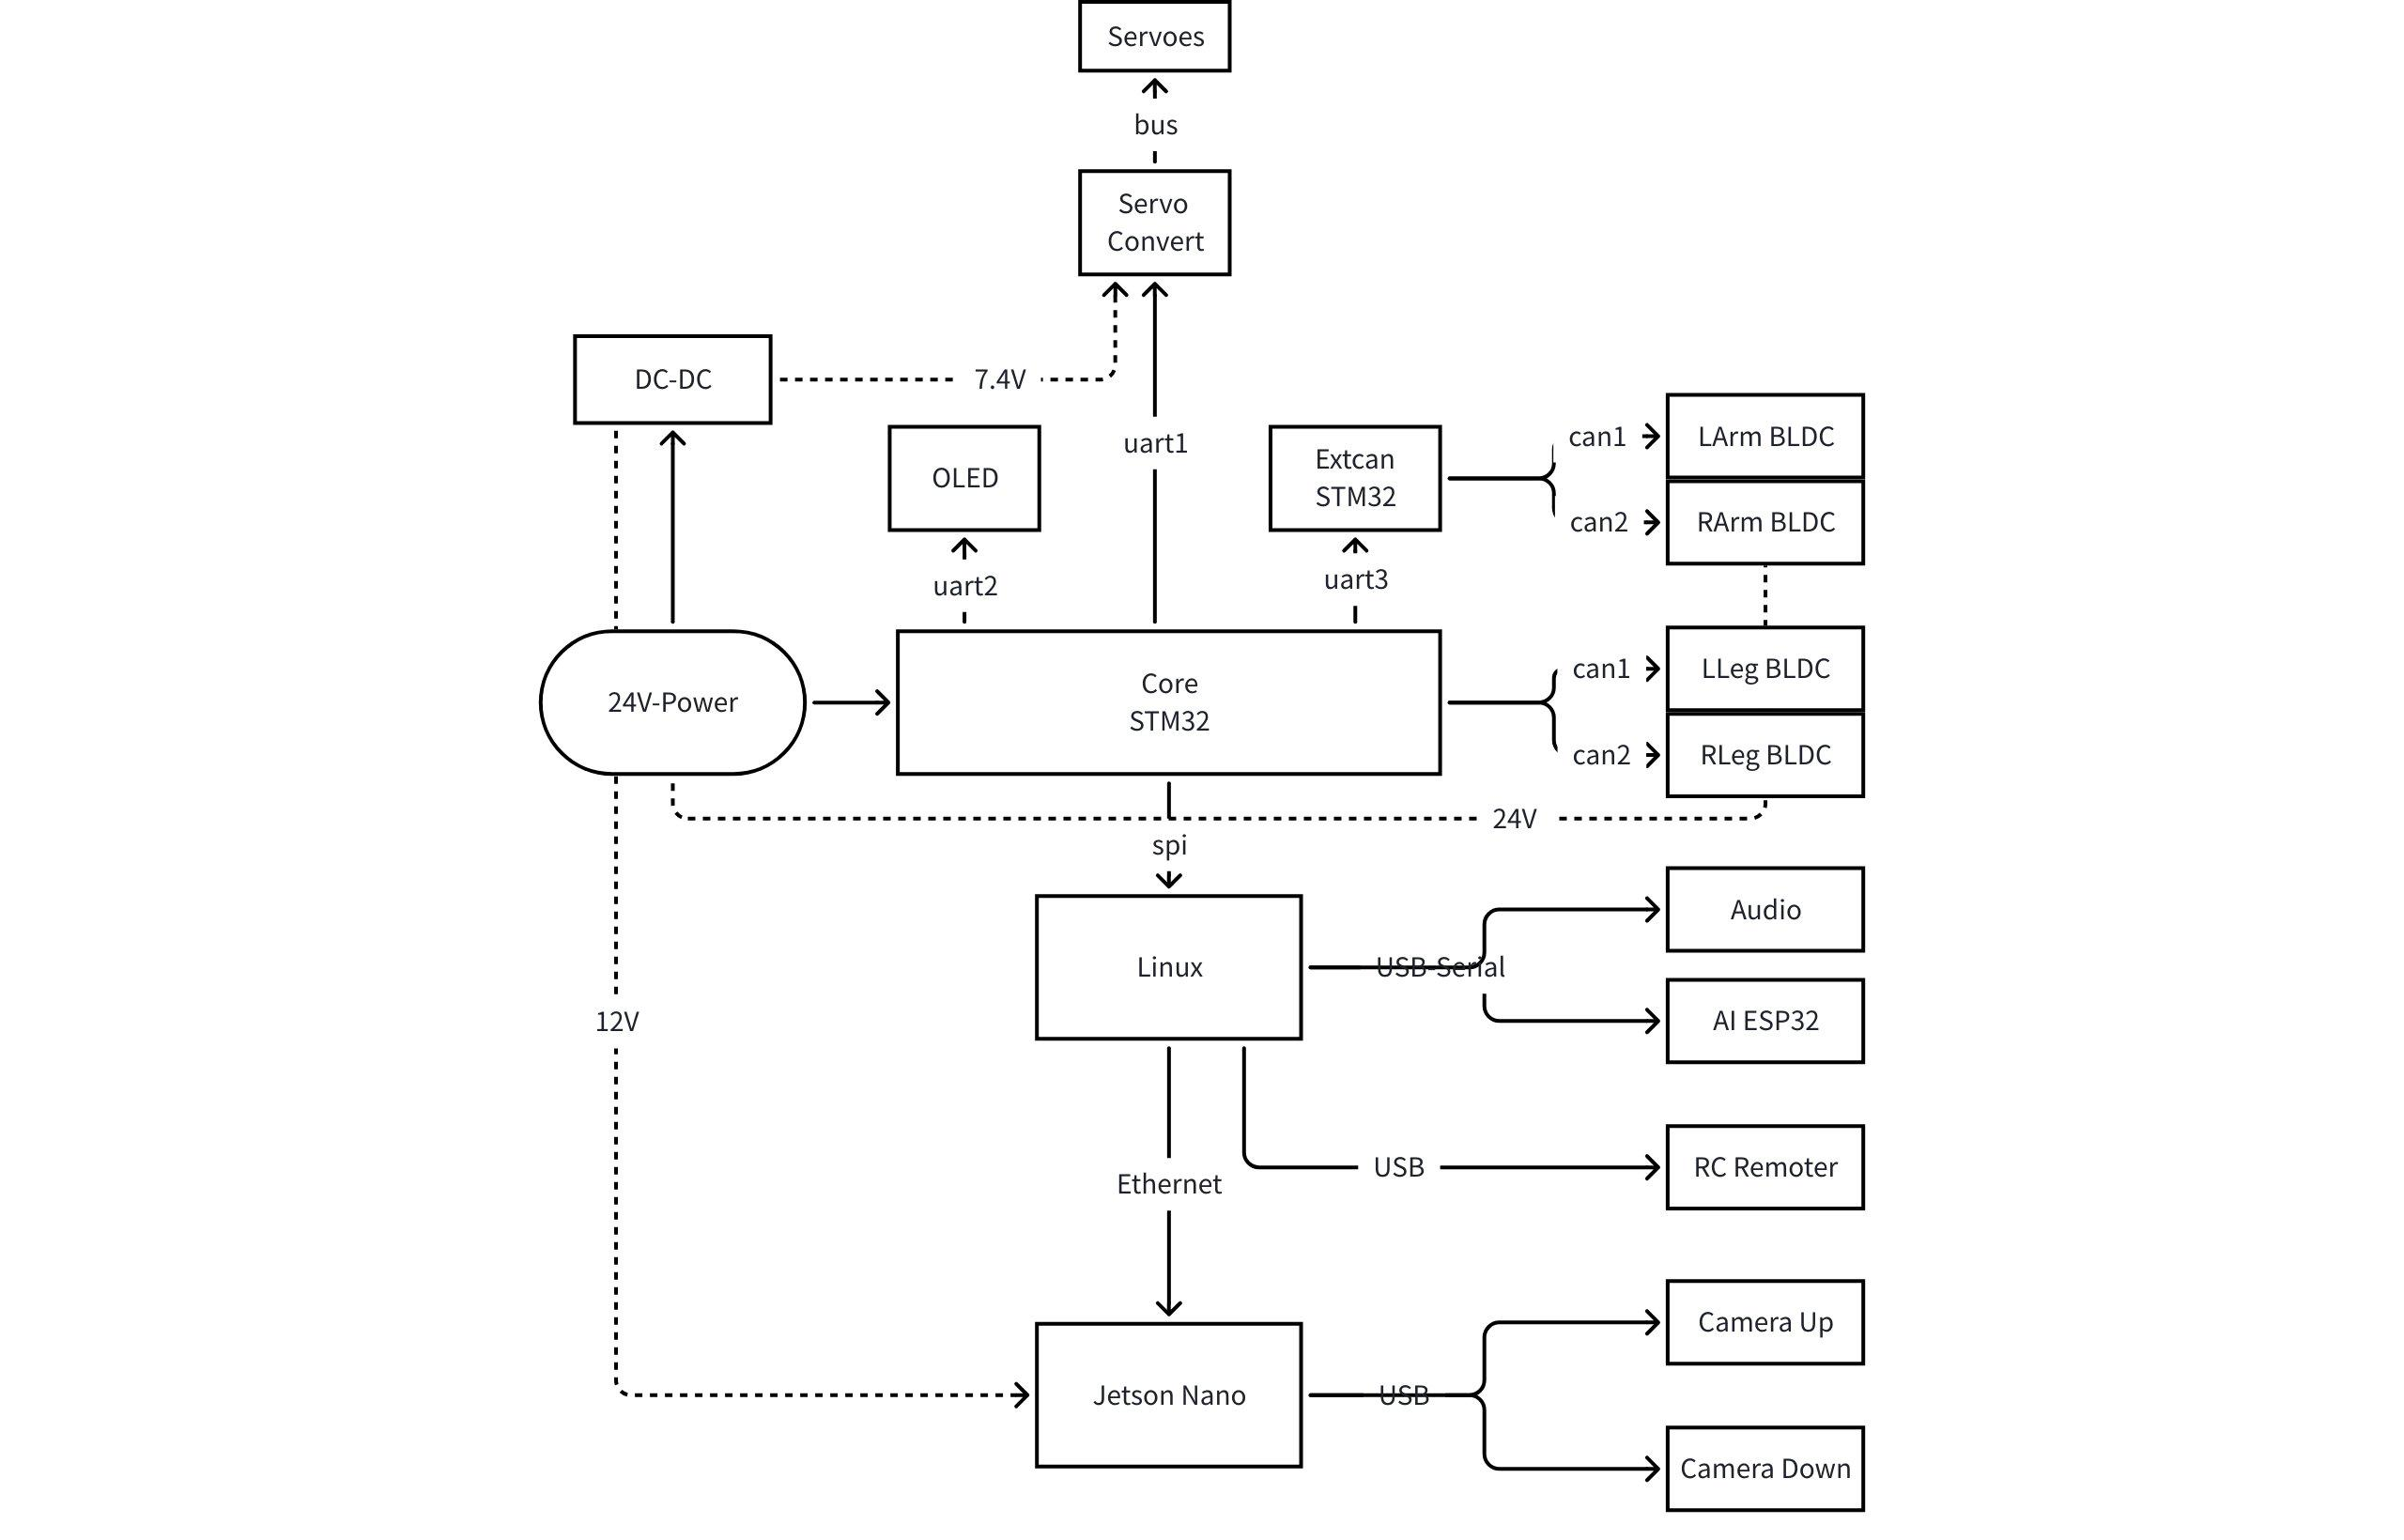 Servoes
bus
Servo
Convert
DC-DC
7.4V
uart1
OLED
Extcan
STM32
can1
LArm BLDC
can2
RArm BLDC
uart2
uart3
24V-Power
Core
STM32
can1
LLeg BLDC
can2
RLeg BLDC
24V
spi
Linux
USB-Serial
Audio
AI ESP32
12V
Ethernet
USB
RC Remoter
Jetson Nano
USB
Camera Up
Camera Down